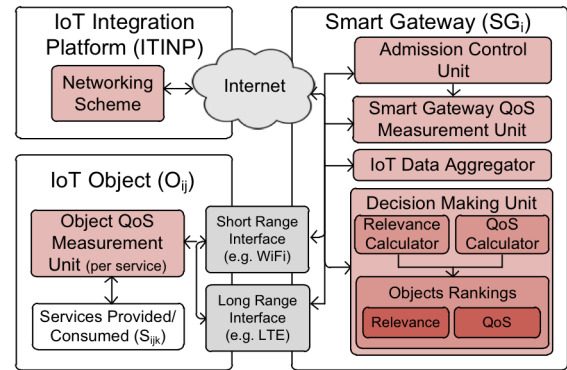 IoT Integration
Platform (ITINP)
Networking
Scheme
Internet
Smart Gateway (SGi)
Admission Control
Unit
Smart Gateway QoS
Measurement Unit
IoT Data Aggregator
Decision Making Unit
Relevance
Calculator
QoS
Calculator
Objects Rankings
Relevance
QoS
IoT Object (Oij)
Object QoS
Measurement
Unit (per service)
Services Provided/
Consumed (Sijk)
Short Range
Interface
(e.g. WiFi)
Long Range
Interface
(e.g. LTE)